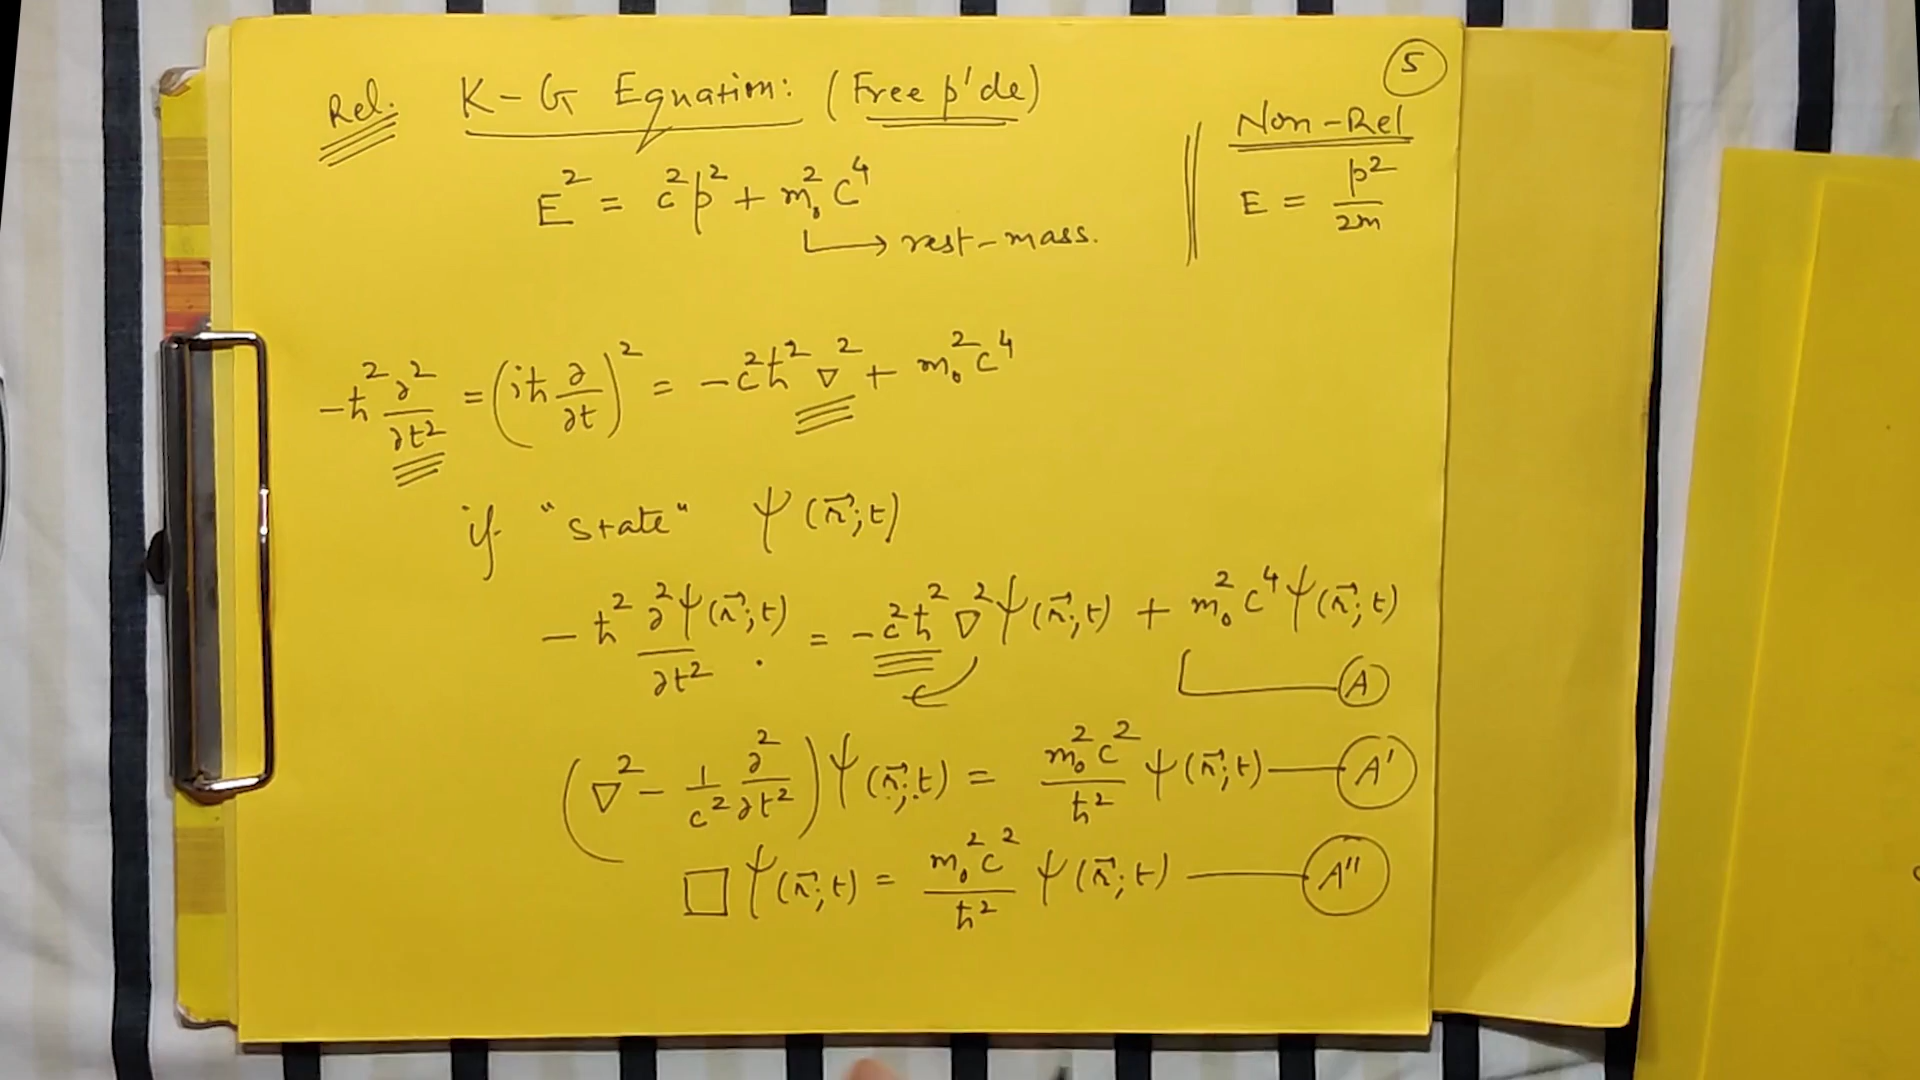 5
Rel. K-G Equation: (Free p'cle)
E² = c²p² + m₀²c⁴
→ rest-mass.
Non-Rel
E = p²/2m
-ħ² ∂²/∂t² = (iħ ∂/∂t)² = -c²ħ² ∇² + m₀²c⁴
if "state" ψ(r⃗;t)
-ħ² ∂²ψ(r⃗;t)/∂t² = -c²ħ² ∇²ψ(r⃗;t) + m₀²c⁴ψ(r⃗;t)
A
(∇² - 1/c² ∂²/∂t²)ψ(r⃗;t) = m₀²c²/ħ² ψ(r⃗;t) — A'
□ψ(r⃗;t) = m₀²c²/ħ² ψ(r⃗;t) — A''